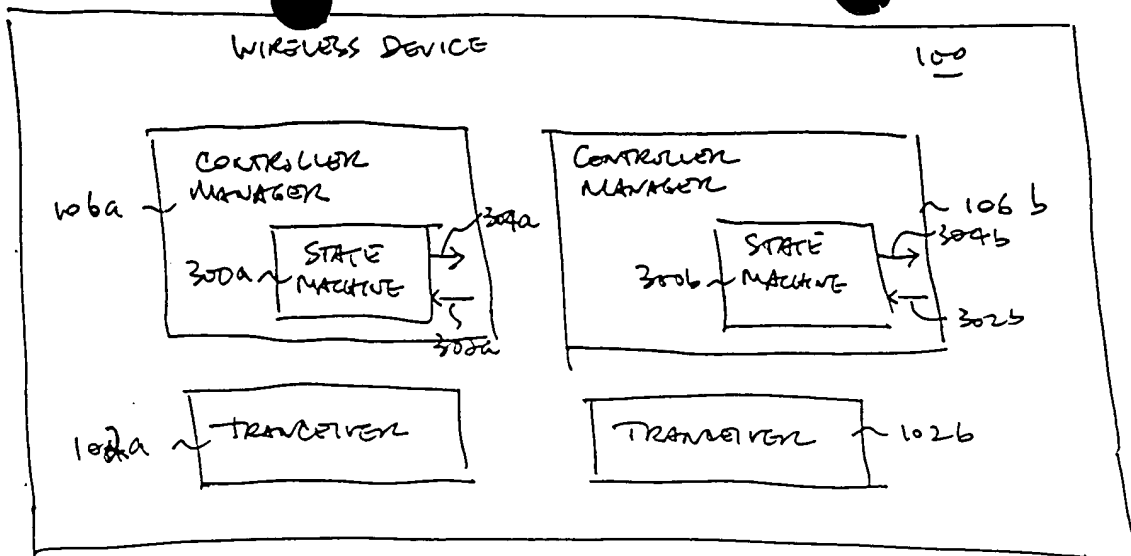 WIRELESS DEVICE
100
CONTROLLER
MANAGER
106a
STATE
MACHINE
300a
304a
302a
CONTROLLER
MANAGER
106b
STATE
MACHINE
300b
304b
302b
TRANCEIVER
102a
TRANCEIVER
102b